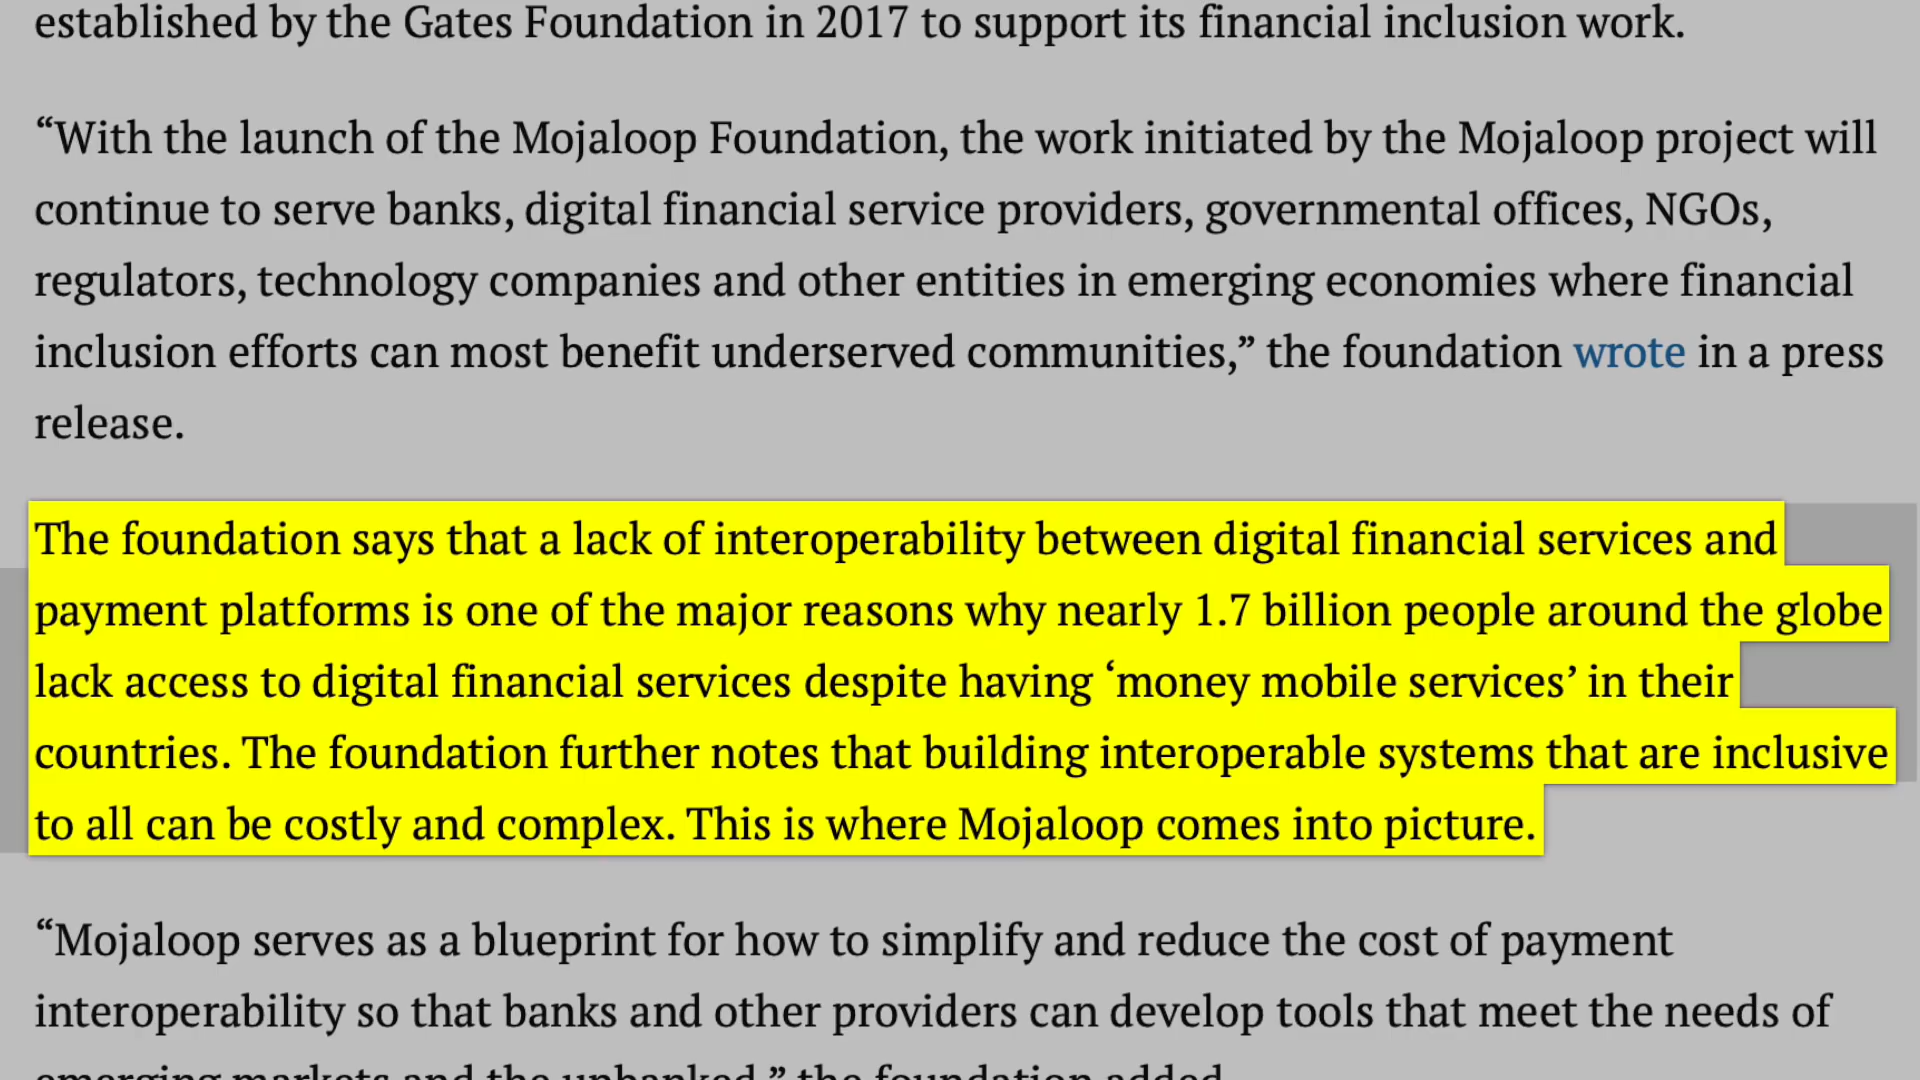 established by the Gates Foundation in 2017 to support its financial inclusion work.
“With the launch of the Mojaloop Foundation, the work initiated by the Mojaloop project will
continue to serve banks, digital financial service providers, governmental offices, NGOs,
regulators, technology companies and other entities in emerging economies where financial
inclusion efforts can most benefit underserved communities,” the foundation wrote in a press
release.
The foundation says that a lack of interoperability between digital financial services and
payment platforms is one of the major reasons why nearly 1.7 billion people around the globe
lack access to digital financial services despite having ‘money mobile services’ in their
countries. The foundation further notes that building interoperable systems that are inclusive
to all can be costly and complex. This is where Mojaloop comes into picture.
“Mojaloop serves as a blueprint for how to simplify and reduce the cost of payment
interoperability so that banks and other providers can develop tools that meet the needs of
emerging markets and the unbanked,” the foundation added.